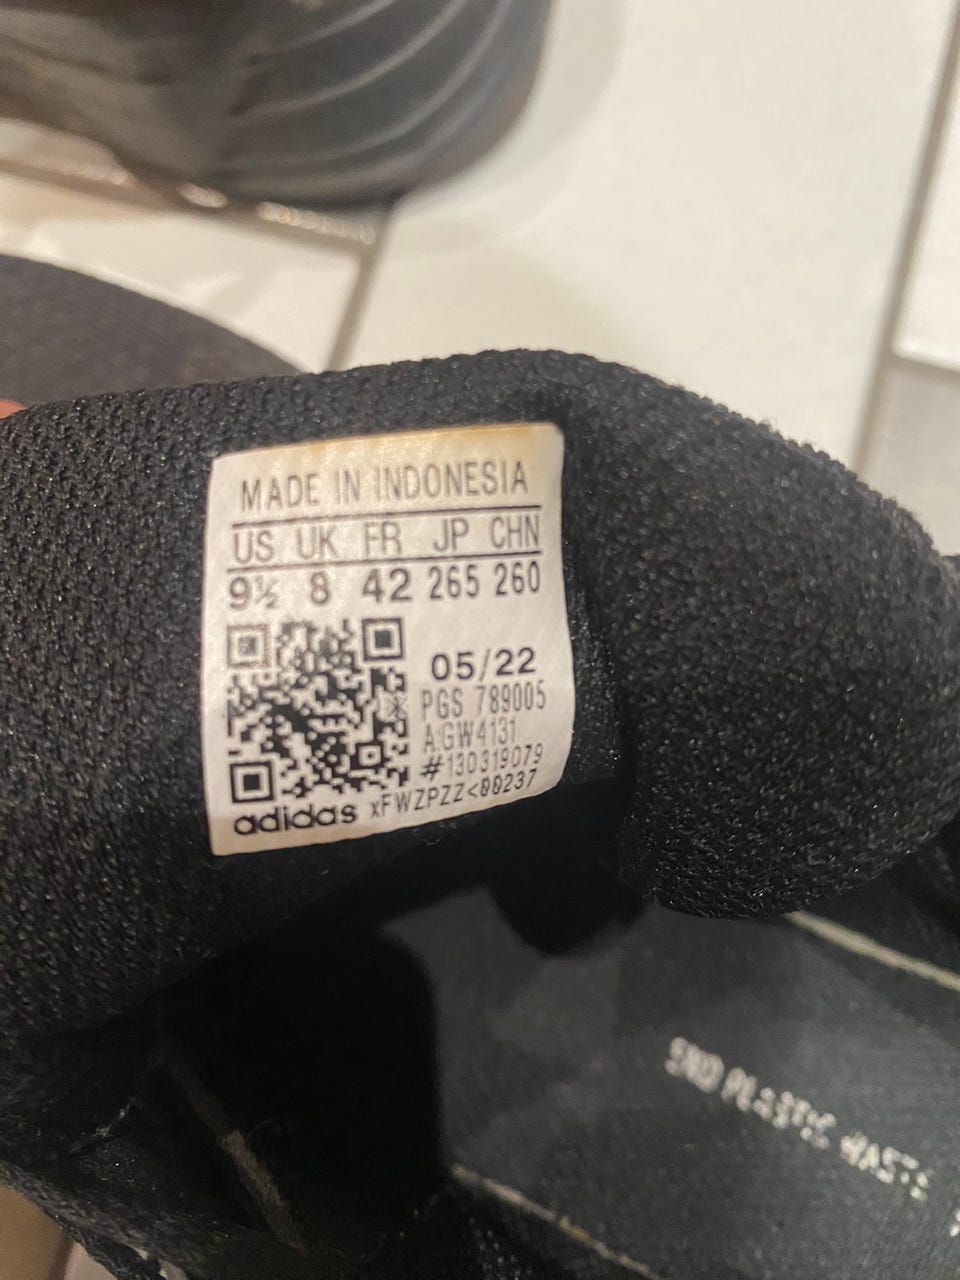 MADE IN INDONESIA
US UK FR JP CHN
9½ 8 42 265 260
05/22
PGS 789005
A:GW4131
#130319079
adidas xFWZPZZ<00237
END PLASTIC WASTE